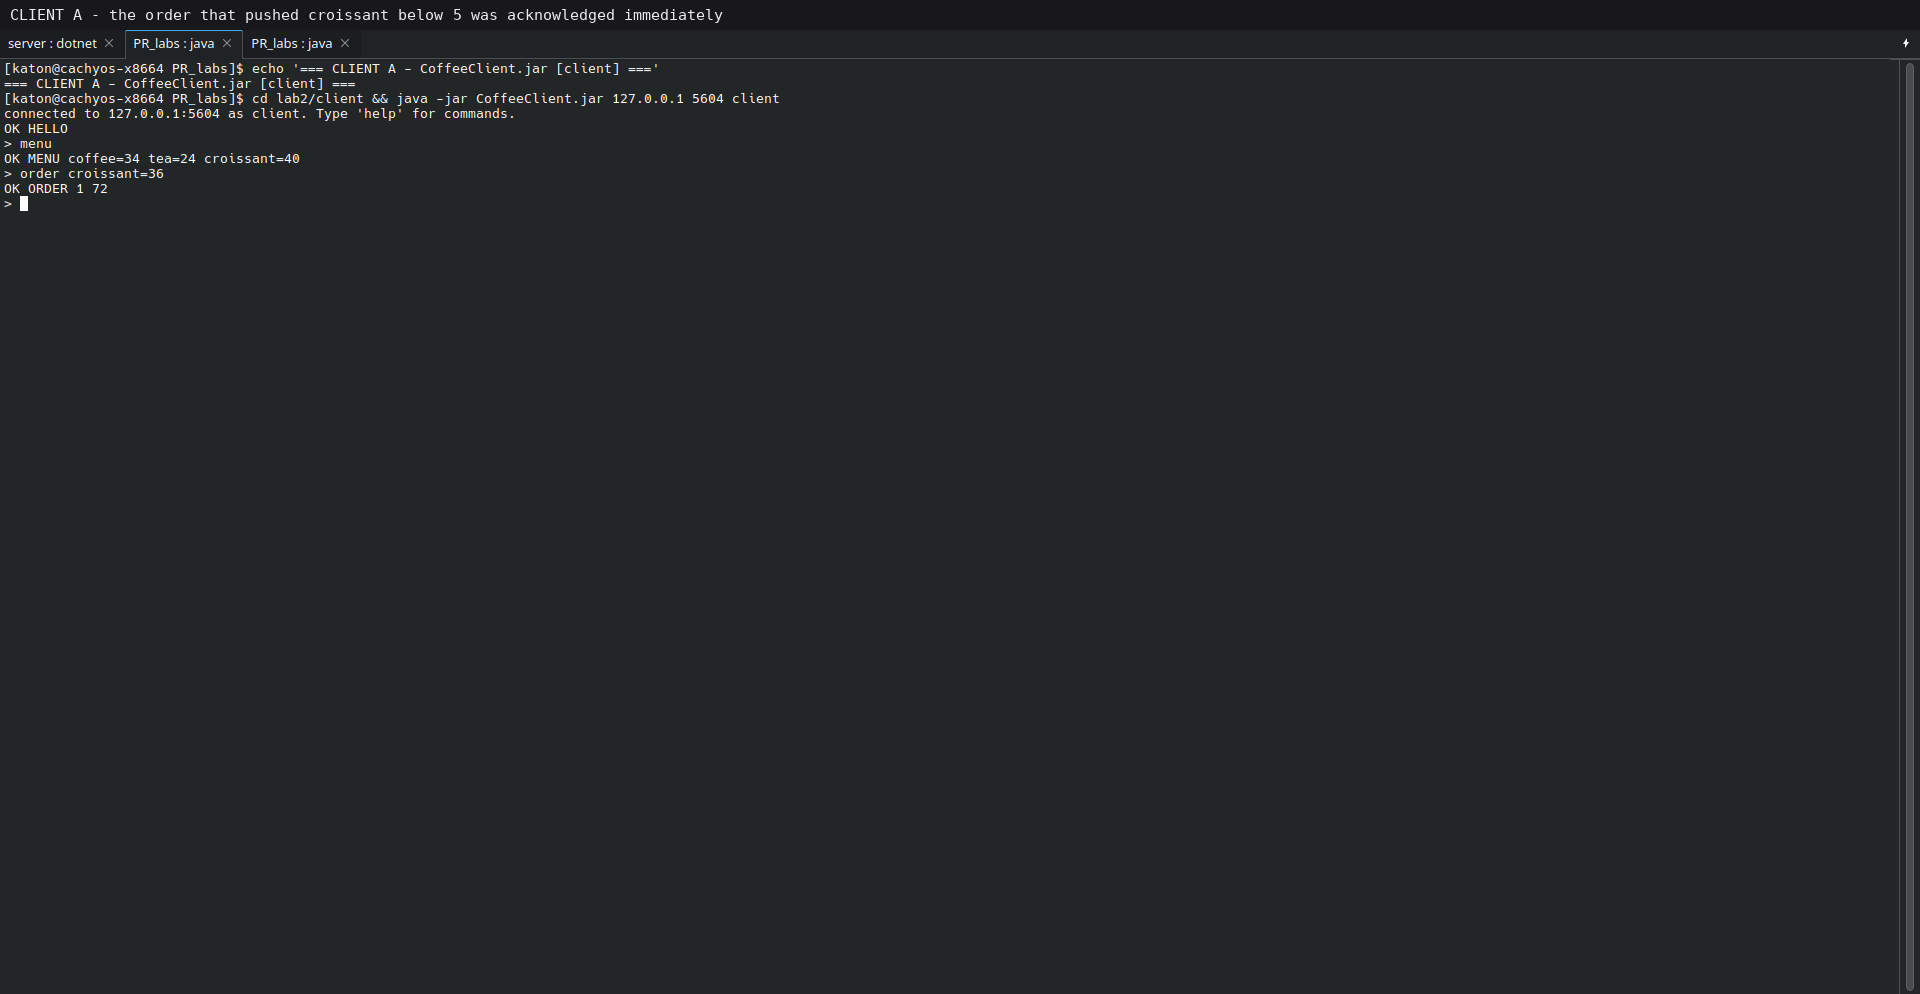 CLIENT A - the order that pushed croissant below 5 was acknowledged immediately
server : dotnet PR_labs : java PR_labs : java
[katon@cachyos-x8664 PR_labs]$ echo '=== CLIENT A - CoffeeClient.jar [client] ==='
=== CLIENT A - CoffeeClient.jar [client] ===
[katon@cachyos-x8664 PR_labs]$ cd lab2/client && java -jar CoffeeClient.jar 127.0.0.1 5604 client
connected to 127.0.0.1:5604 as client. Type 'help' for commands.
OK HELLO
> menu
OK MENU coffee=34 tea=24 croissant=40
> order croissant=36
OK ORDER 1 72
>